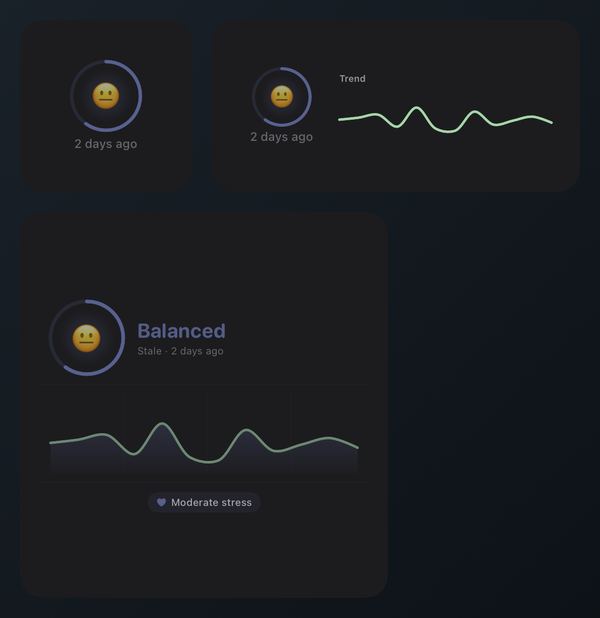 2 days ago
Trend
2 days ago
Balanced
Stale · 2 days ago
Moderate stress